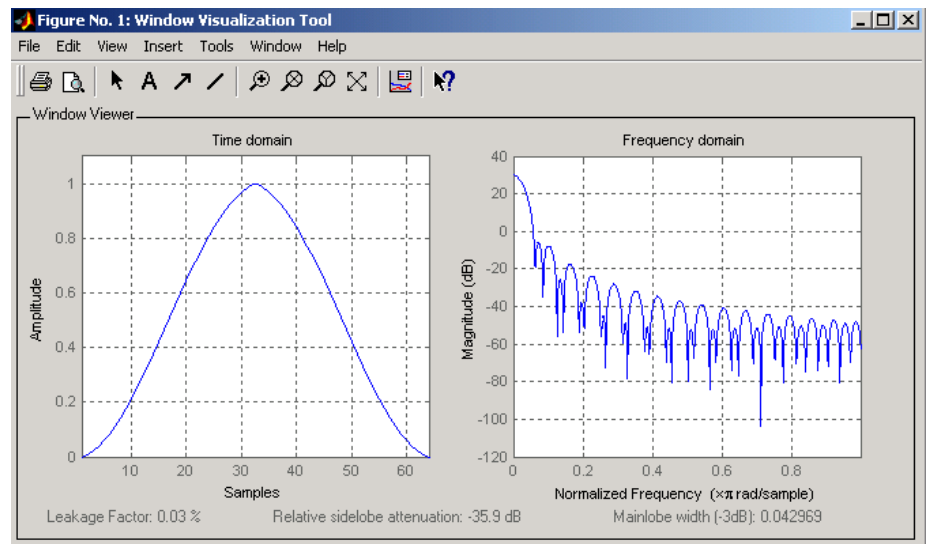 Figure No. 1: Window Visualization Tool
File Edit View Insert Tools Window Help
A
?
Window Viewer
Time domain
Frequency domain
1
0.8
0.6
0.4
0.2
0
Amplitude
10 20 30 40 50 60
Samples
40
20
0
-20
-40
-60
-80
-100
-120
Magnitude (dB)
0 0.2 0.4 0.6 0.8
Normalized Frequency (×π rad/sample)
Leakage Factor: 0.03 %
Relative sidelobe attenuation: -35.9 dB
Mainlobe width (-3dB): 0.042969